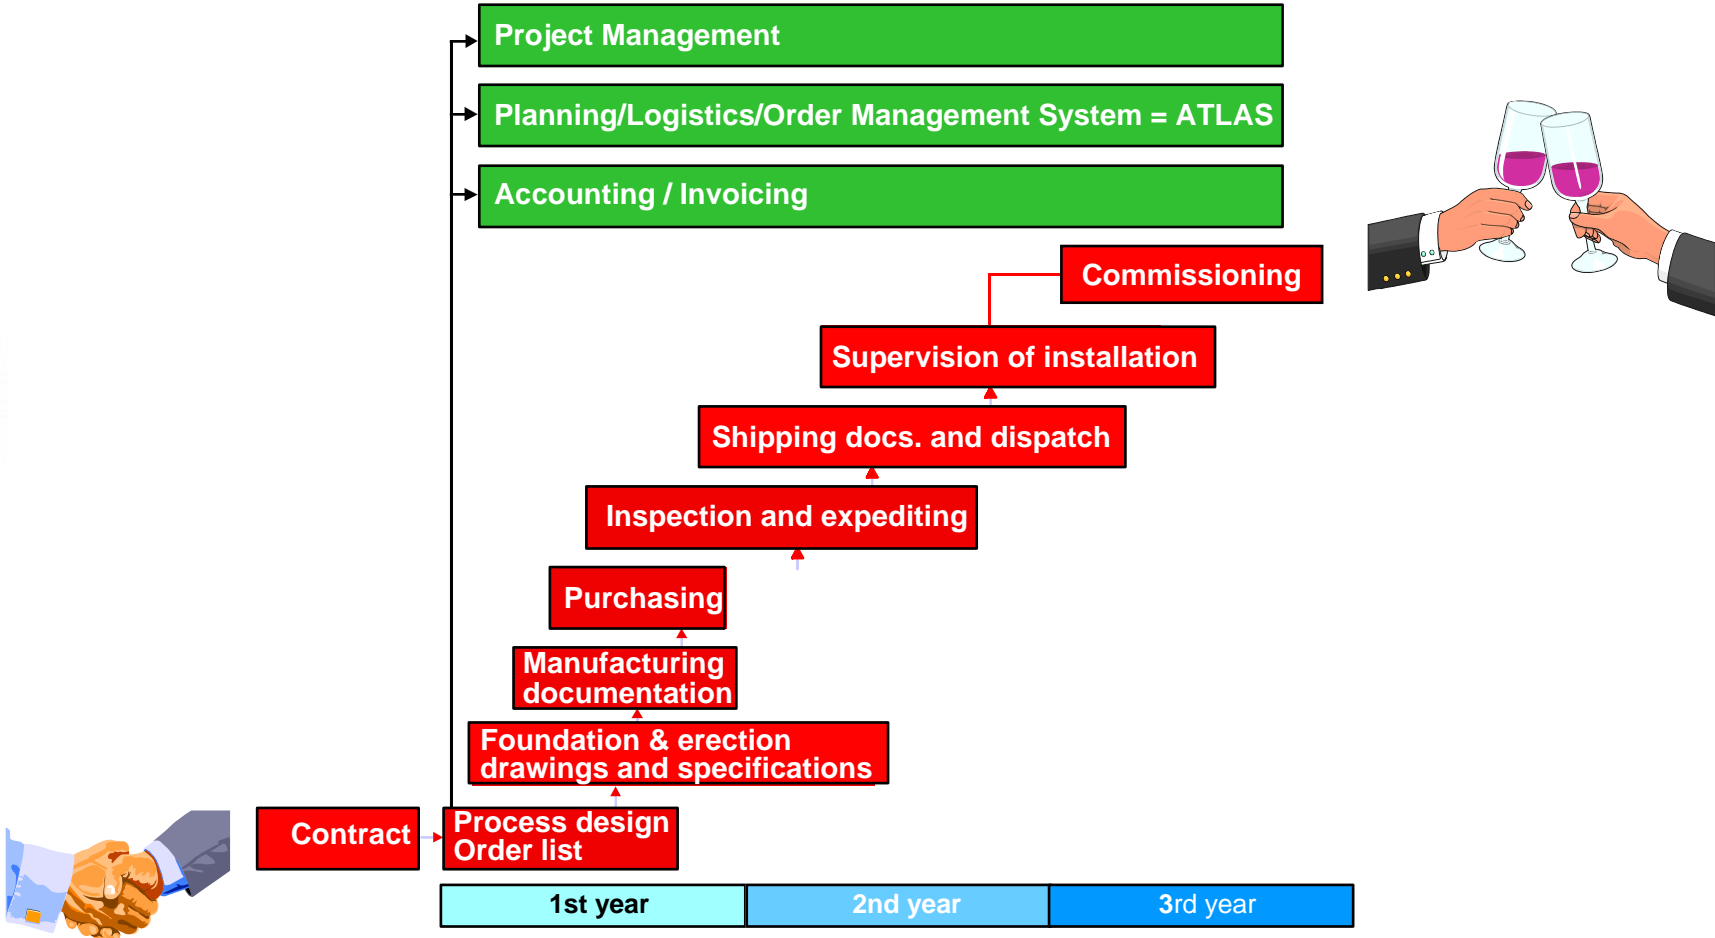 Project Management
Planning/Logistics/Order Management System = ATLAS
Accounting / Invoicing
Commissioning
Supervision of installation
Shipping docs. and dispatch
Inspection and expediting
Purchasing
Manufacturing
documentation
Foundation & erection
drawings and specifications
Contract
Process design
Order list
1st year
2nd year
3rd year